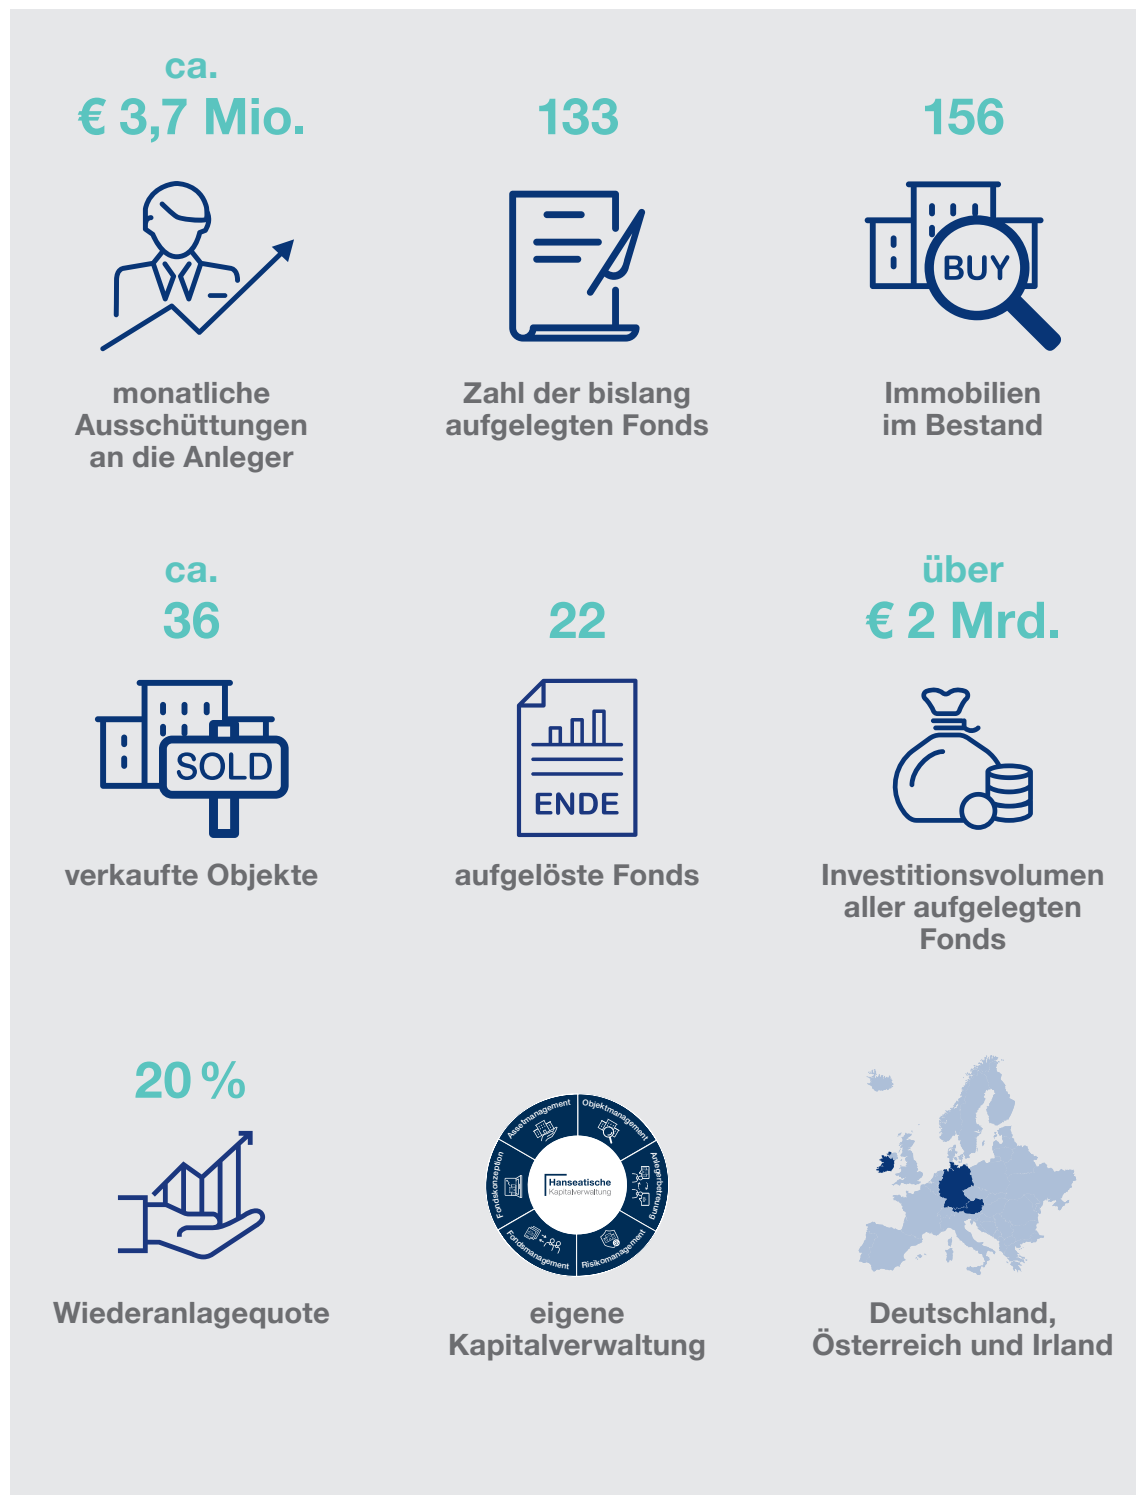 ca.
€ 3,7 Mio.
monatliche
Ausschüttungen
an die Anleger
133
Zahl der bislang
aufgelegten Fonds
156
BUY
Immobilien
im Bestand
ca.
36
SOLD
verkaufte Objekte
22
ENDE
aufgelöste Fonds
über
€ 2 Mrd.
Investitionsvolumen
aller aufgelegten
Fonds
20 %
Wiederanlagequote
Assetmanagement
Objektmanagement
Anlegerbetreuung
Risikomanagement
Fondsmanagement
Fondskonzeption
Hanseatische
Kapitalverwaltung
eigene
Kapitalverwaltung
Deutschland,
Österreich und Irland